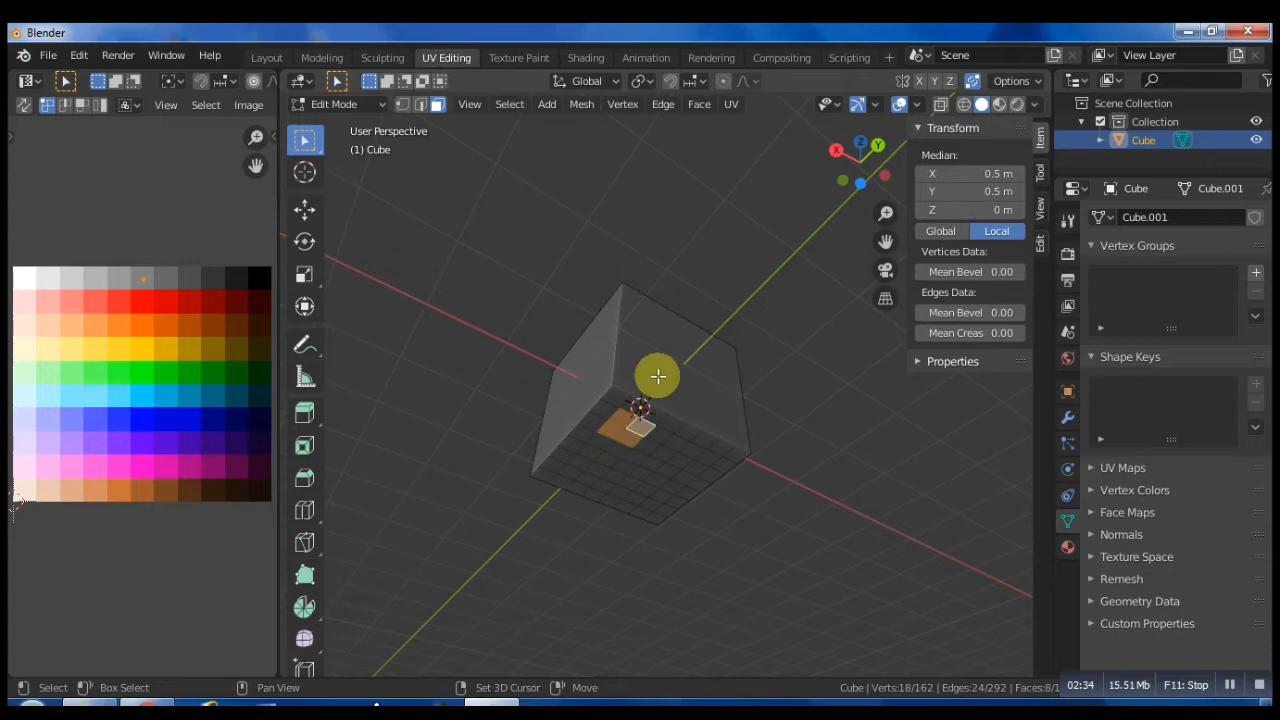 Blender
File Edit Render Window Help
Layout Modeling Sculpting UV Editing Texture Paint Shading Animation Rendering Compositing Scripting
Scene
View Layer
Global
X Y Z
Options
Edit Mode
View Select Add Mesh Vertex Edge Face UV
View Select Image
User Perspective
(1) Cube
X
Z
Y
Transform
Median:
X 0.5 m
Y 0.5 m
Z 0 m
Global Local
Vertices Data:
Mean Bevel 0.00
Edges Data:
Mean Bevel 0.00
Mean Creas 0.00
Properties
Item
Tool
View
Edit
Scene Collection
Collection
Cube
Cube Cube.001
Cube.001
Vertex Groups
Shape Keys
UV Maps
Vertex Colors
Face Maps
Normals
Texture Space
Remesh
Geometry Data
Custom Properties
Select Box Select Pan View Set 3D Cursor Move
Cube | Verts:18/162 | Edges:24/292 | Faces:8/1
02:34 15.51 Mb F11: Stop